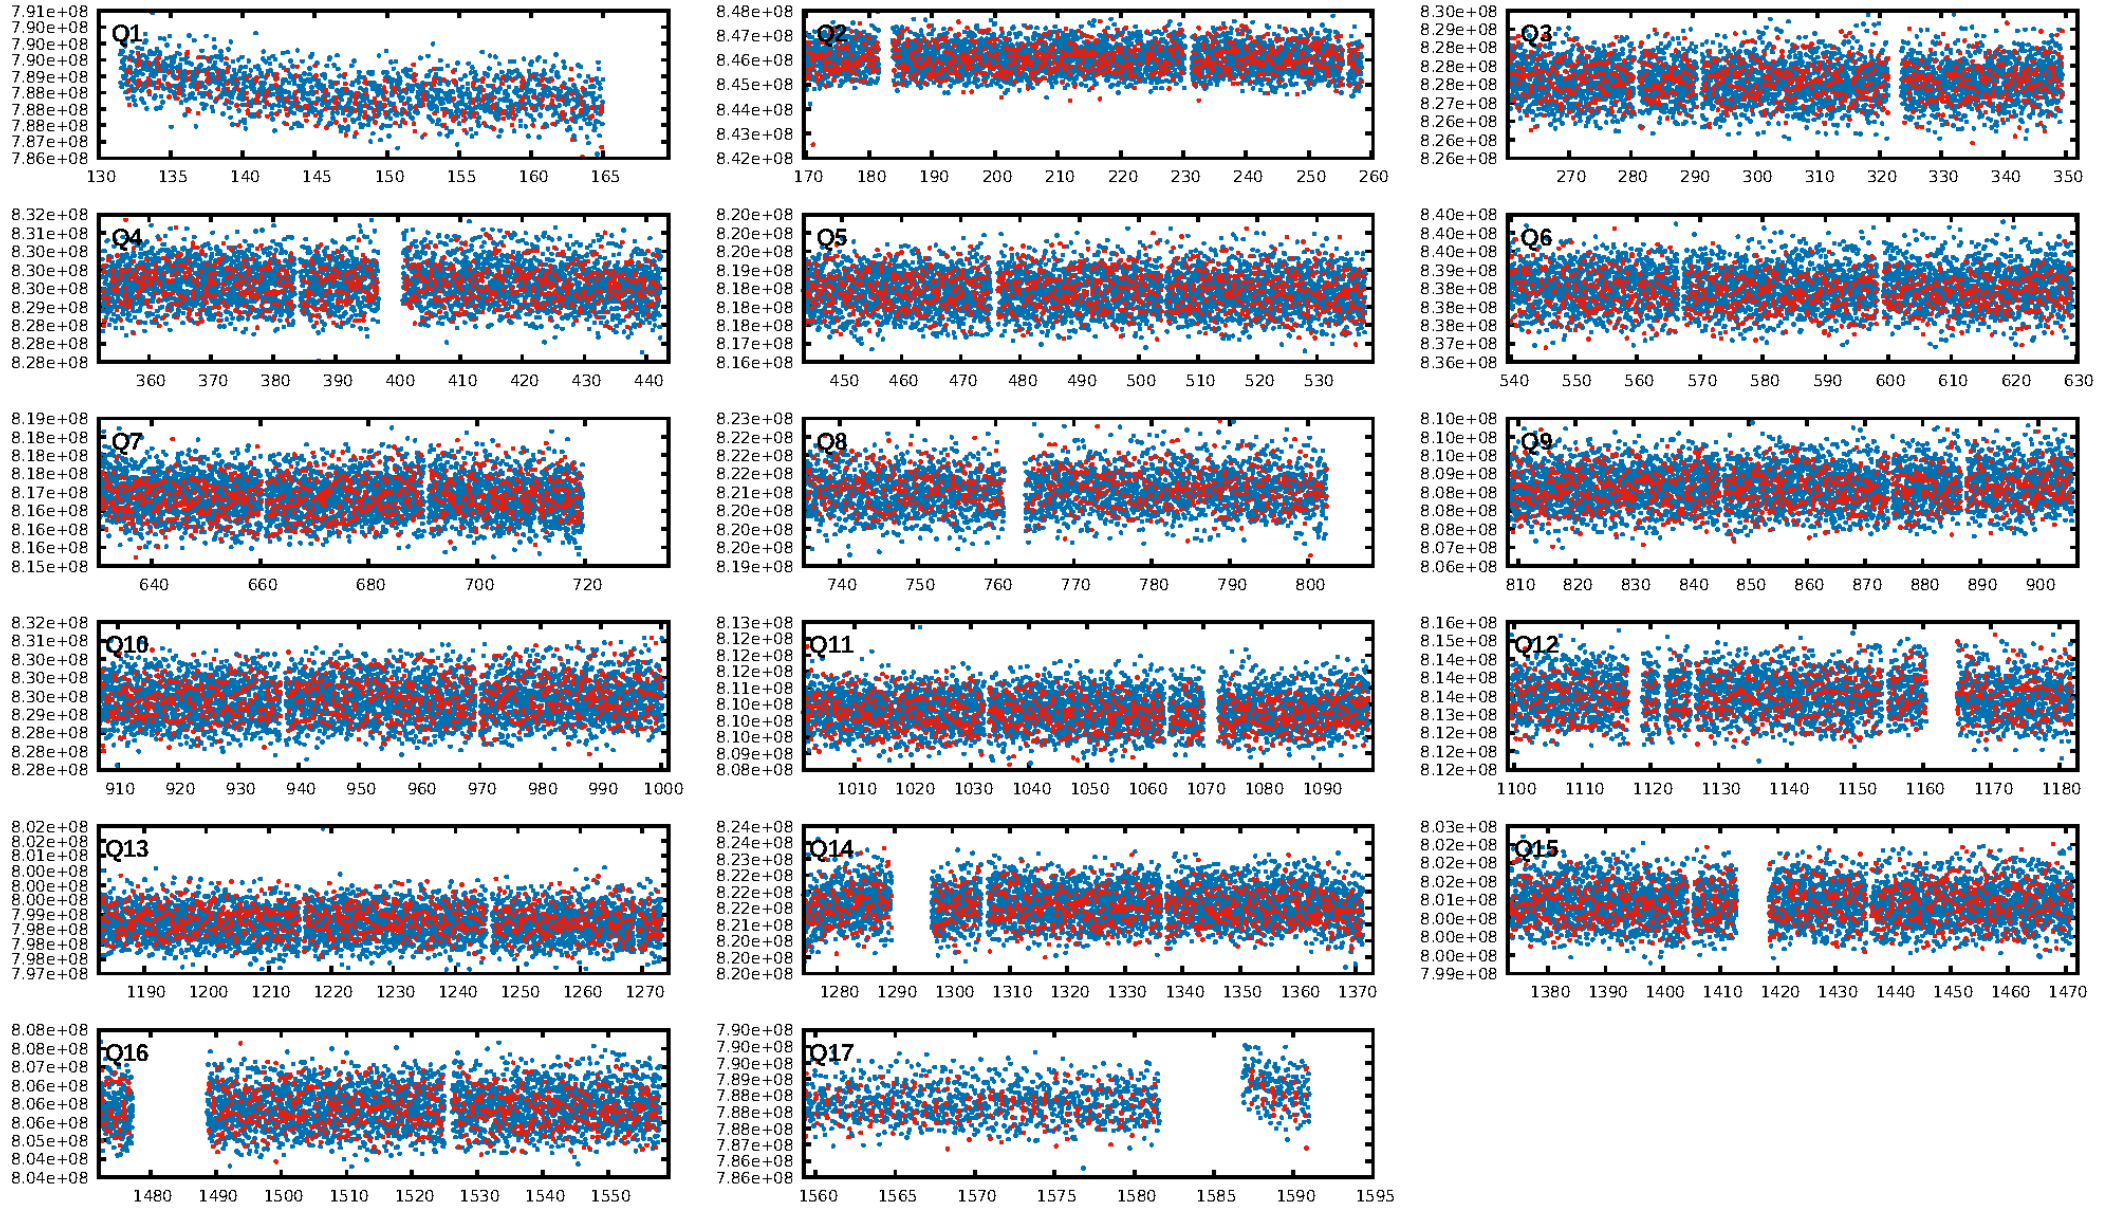 7.91e+08
7.90e+08
7.90e+08
7.90e+08
7.89e+08
7.88e+08
7.88e+08
7.88e+08
7.87e+08
7.86e+08
Q1
130 135 140 145 150 155 160 165
8.48e+08
8.47e+08
8.46e+08
8.45e+08
8.44e+08
8.43e+08
8.42e+08
Q2
170 180 190 200 210 220 230 240 250 260
8.30e+08
8.29e+08
8.28e+08
8.28e+08
8.28e+08
8.27e+08
8.26e+08
8.26e+08
8.26e+08
Q3
270 280 290 300 310 320 330 340 350
8.32e+08
8.31e+08
8.30e+08
8.30e+08
8.30e+08
8.29e+08
8.28e+08
8.28e+08
8.28e+08
Q4
360 370 380 390 400 410 420 430 440
8.20e+08
8.20e+08
8.20e+08
8.19e+08
8.18e+08
8.18e+08
8.18e+08
8.17e+08
8.16e+08
Q5
450 460 470 480 490 500 510 520 530
8.40e+08
8.40e+08
8.40e+08
8.39e+08
8.38e+08
8.38e+08
8.38e+08
8.37e+08
8.36e+08
Q6
540 550 560 570 580 590 600 610 620 630
8.19e+08
8.18e+08
8.18e+08
8.18e+08
8.17e+08
8.16e+08
8.16e+08
8.16e+08
8.15e+08
Q7
640 660 680 700 720
8.23e+08
8.22e+08
8.22e+08
8.22e+08
8.21e+08
8.20e+08
8.20e+08
8.20e+08
8.19e+08
Q8
740 750 760 770 780 790 800
8.10e+08
8.10e+08
8.10e+08
8.09e+08
8.08e+08
8.08e+08
8.08e+08
8.07e+08
8.06e+08
Q9
810 820 830 840 850 860 870 880 890 900
8.32e+08
8.31e+08
8.30e+08
8.30e+08
8.30e+08
8.29e+08
8.28e+08
8.28e+08
8.28e+08
Q10
910 920 930 940 950 960 970 980 990 1000
8.13e+08
8.12e+08
8.12e+08
8.12e+08
8.11e+08
8.10e+08
8.10e+08
8.10e+08
8.09e+08
8.08e+08
Q11
1010 1020 1030 1040 1050 1060 1070 1080 1090
8.16e+08
8.15e+08
8.14e+08
8.14e+08
8.14e+08
8.13e+08
8.12e+08
8.12e+08
8.12e+08
Q12
1100 1110 1120 1130 1140 1150 1160 1170 1180
8.02e+08
8.02e+08
8.01e+08
8.00e+08
8.00e+08
8.00e+08
7.99e+08
7.98e+08
7.98e+08
7.98e+08
7.97e+08
Q13
1190 1200 1210 1220 1230 1240 1250 1260 1270
8.24e+08
8.24e+08
8.23e+08
8.22e+08
8.22e+08
8.22e+08
8.21e+08
8.20e+08
8.20e+08
8.20e+08
Q14
1280 1290 1300 1310 1320 1330 1340 1350 1360 1370
8.03e+08
8.02e+08
8.02e+08
8.02e+08
8.01e+08
8.00e+08
8.00e+08
8.00e+08
7.99e+08
Q15
1380 1390 1400 1410 1420 1430 1440 1450 1460 1470
8.08e+08
8.08e+08
8.07e+08
8.06e+08
8.06e+08
8.06e+08
8.05e+08
8.04e+08
8.04e+08
Q16
1480 1490 1500 1510 1520 1530 1540 1550
7.90e+08
7.90e+08
7.90e+08
7.89e+08
7.88e+08
7.88e+08
7.88e+08
7.87e+08
7.86e+08
7.86e+08
Q17
1560 1565 1570 1575 1580 1585 1590 1595